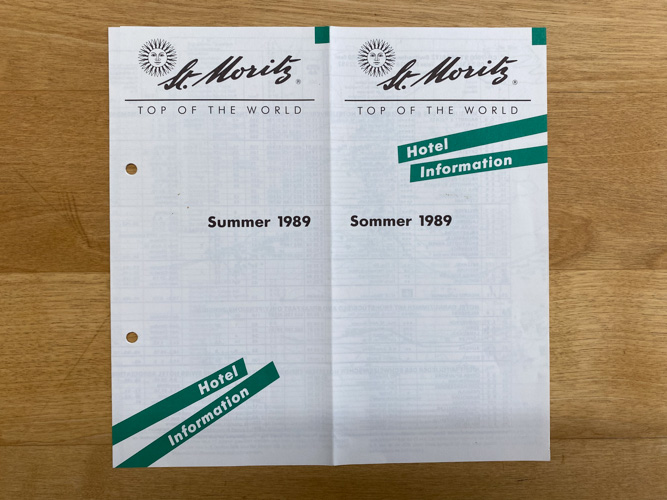 St. Moritz®
TOP OF THE WORLD
Summer 1989
Hotel
Information
St. Moritz®
TOP OF THE WORLD
Hotel
Information
Sommer 1989